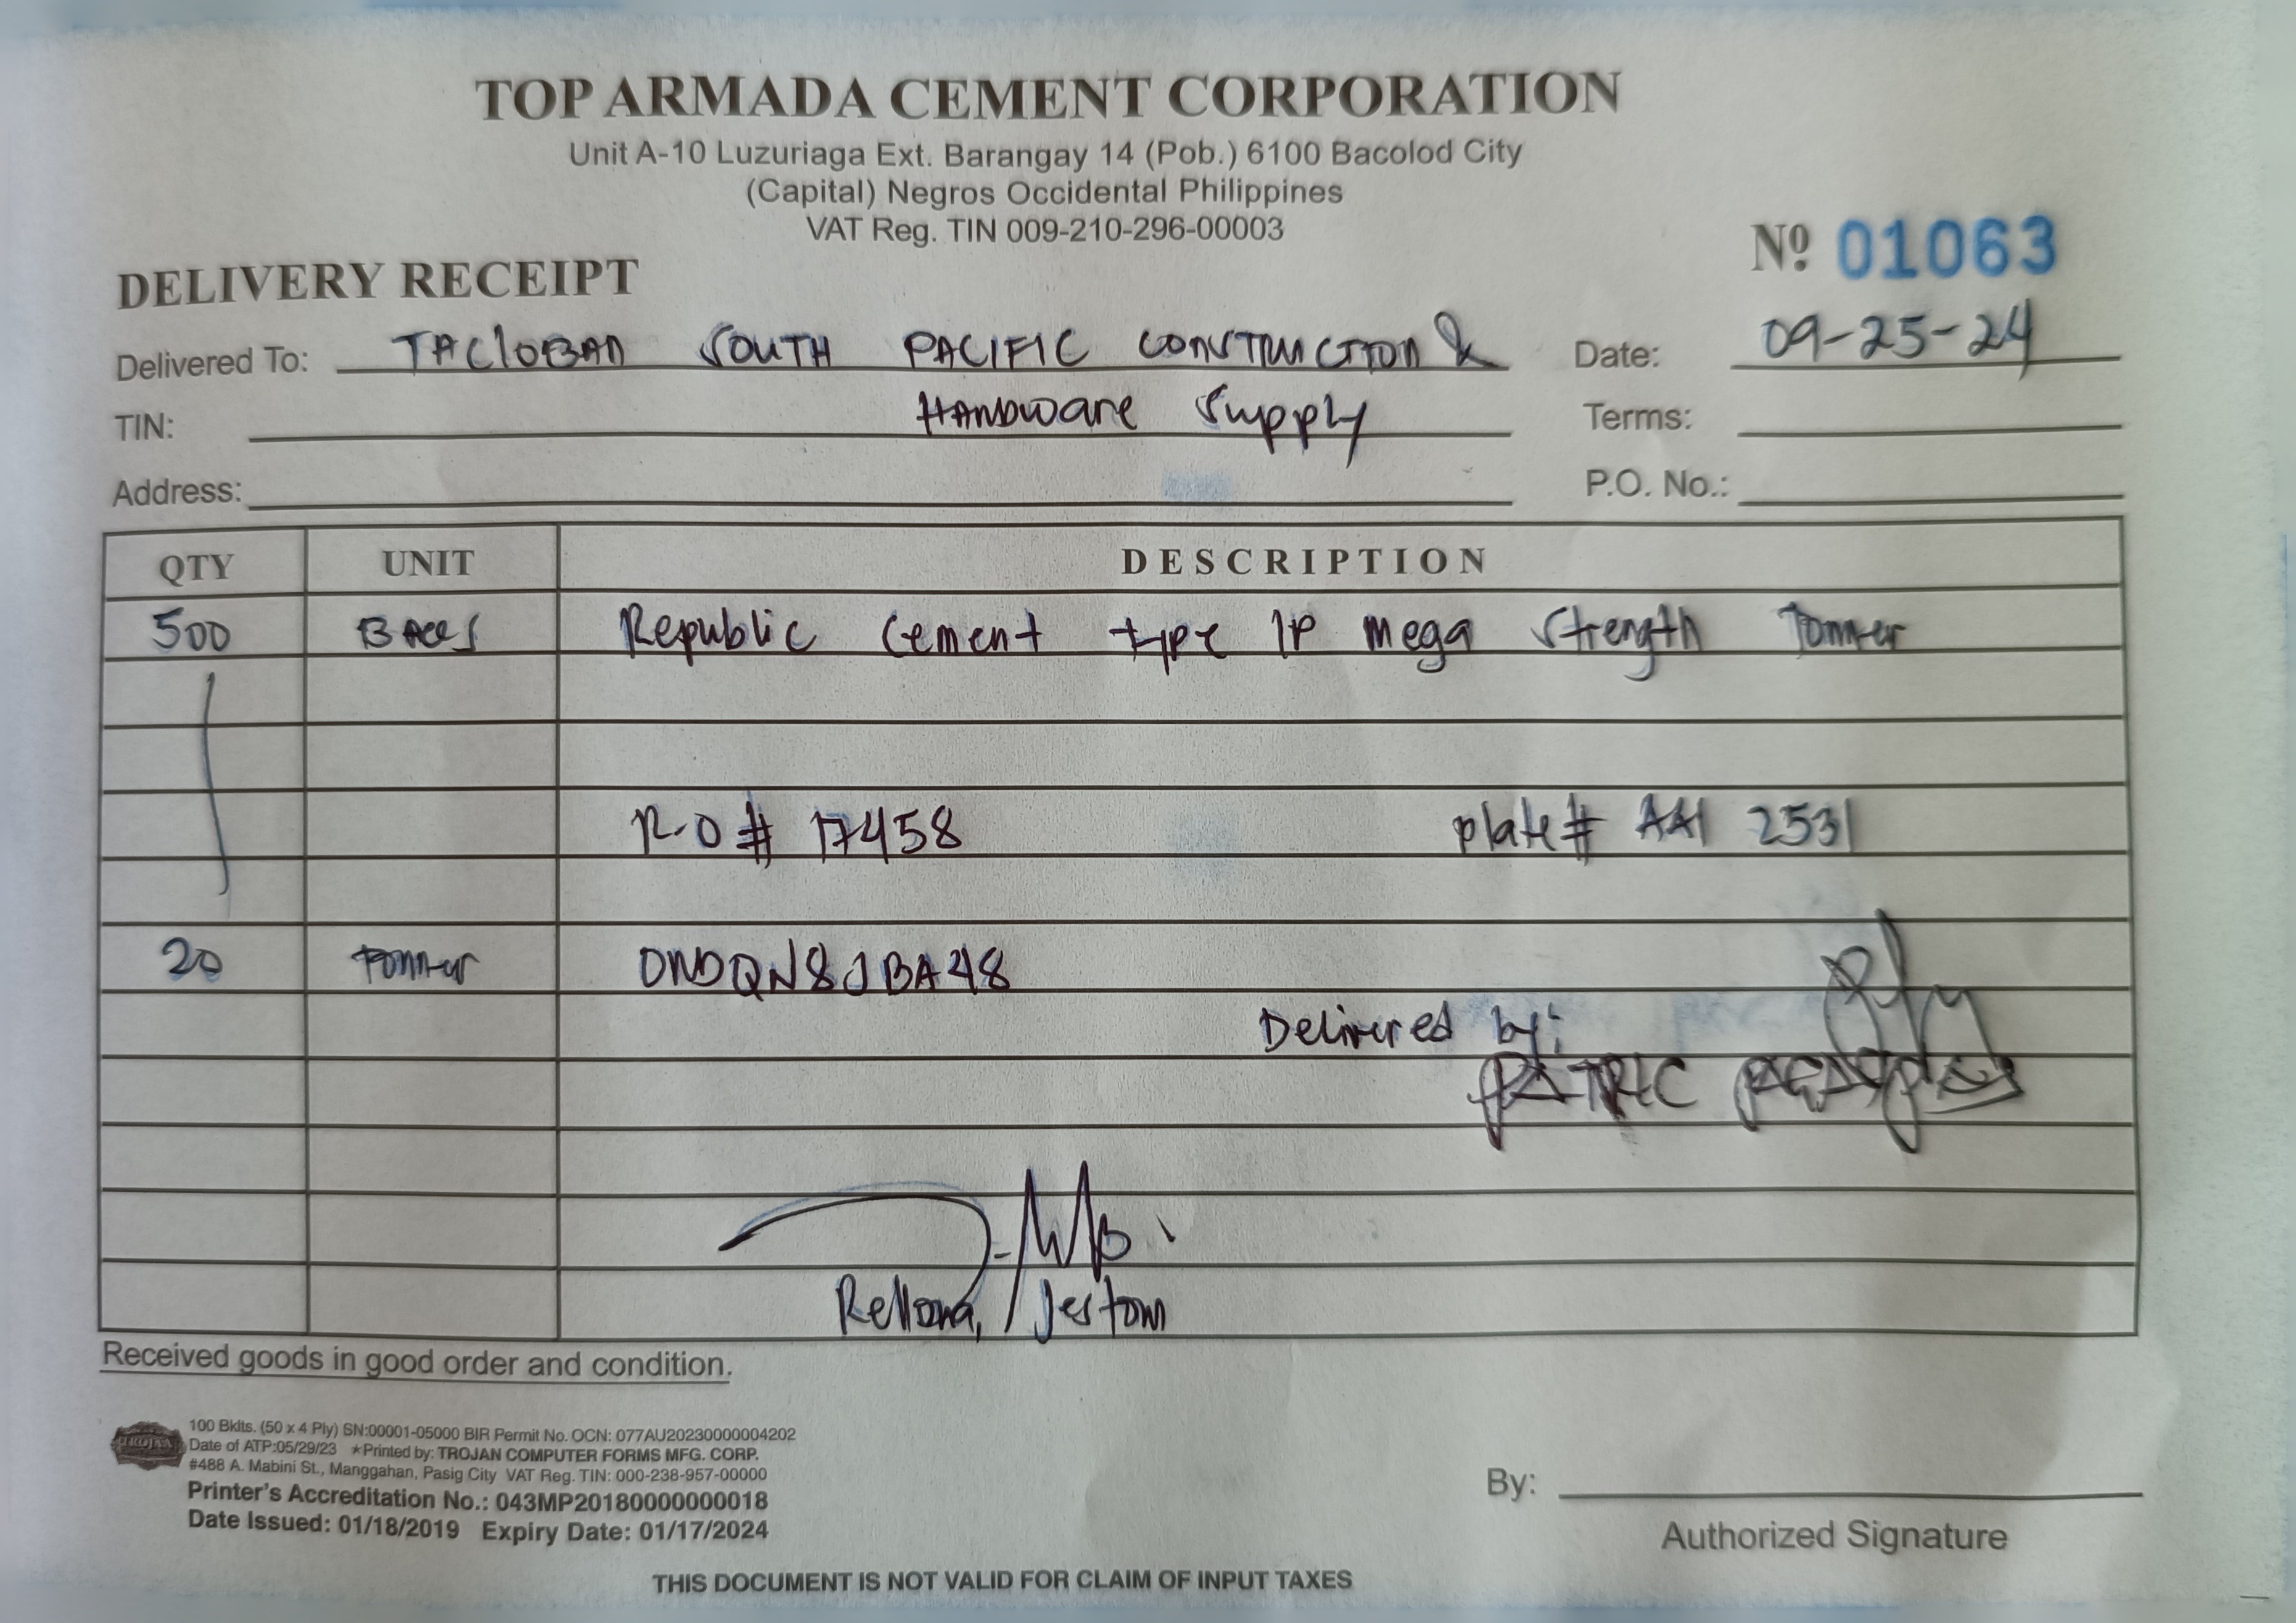 TOP ARMADA CEMENT CORPORATION
Unit A-10 Luzuriaga Ext. Barangay 14 (Pob.) 6100 Bacolod City
(Capital) Negros Occidental Philippines
VAT Reg. TIN 009-210-296-00003
Nº 01063
DELIVERY RECEIPT
Delivered To: TACLOBAN SOUTH PACIFIC CONSTRUCTION & Date: 09-25-24
TIN: HARDware Supply Terms:
Address: P.O. No.:
QTY UNIT DESCRIPTION
500 BAGS Republic Cement type 1P Mega Strength Tonner
R.O # 17458 plate# AAI 2531
20 tonner 0NDQN8JBA48
Delivered by:
PATRIC
Rellona, Jestom
Received goods in good order and condition.
TROJAN
100 Bklts. (50 x 4 Ply) SN:00001-05000 BIR Permit No. OCN: 077AU20230000004202
Date of ATP:05/29/23 ★Printed by: TROJAN COMPUTER FORMS MFG. CORP.
#488 A. Mabini St., Manggahan, Pasig City VAT Reg. TIN: 000-238-957-00000
Printer's Accreditation No.: 043MP20180000000018
Date Issued: 01/18/2019 Expiry Date: 01/17/2024
By:
Authorized Signature
THIS DOCUMENT IS NOT VALID FOR CLAIM OF INPUT TAXES